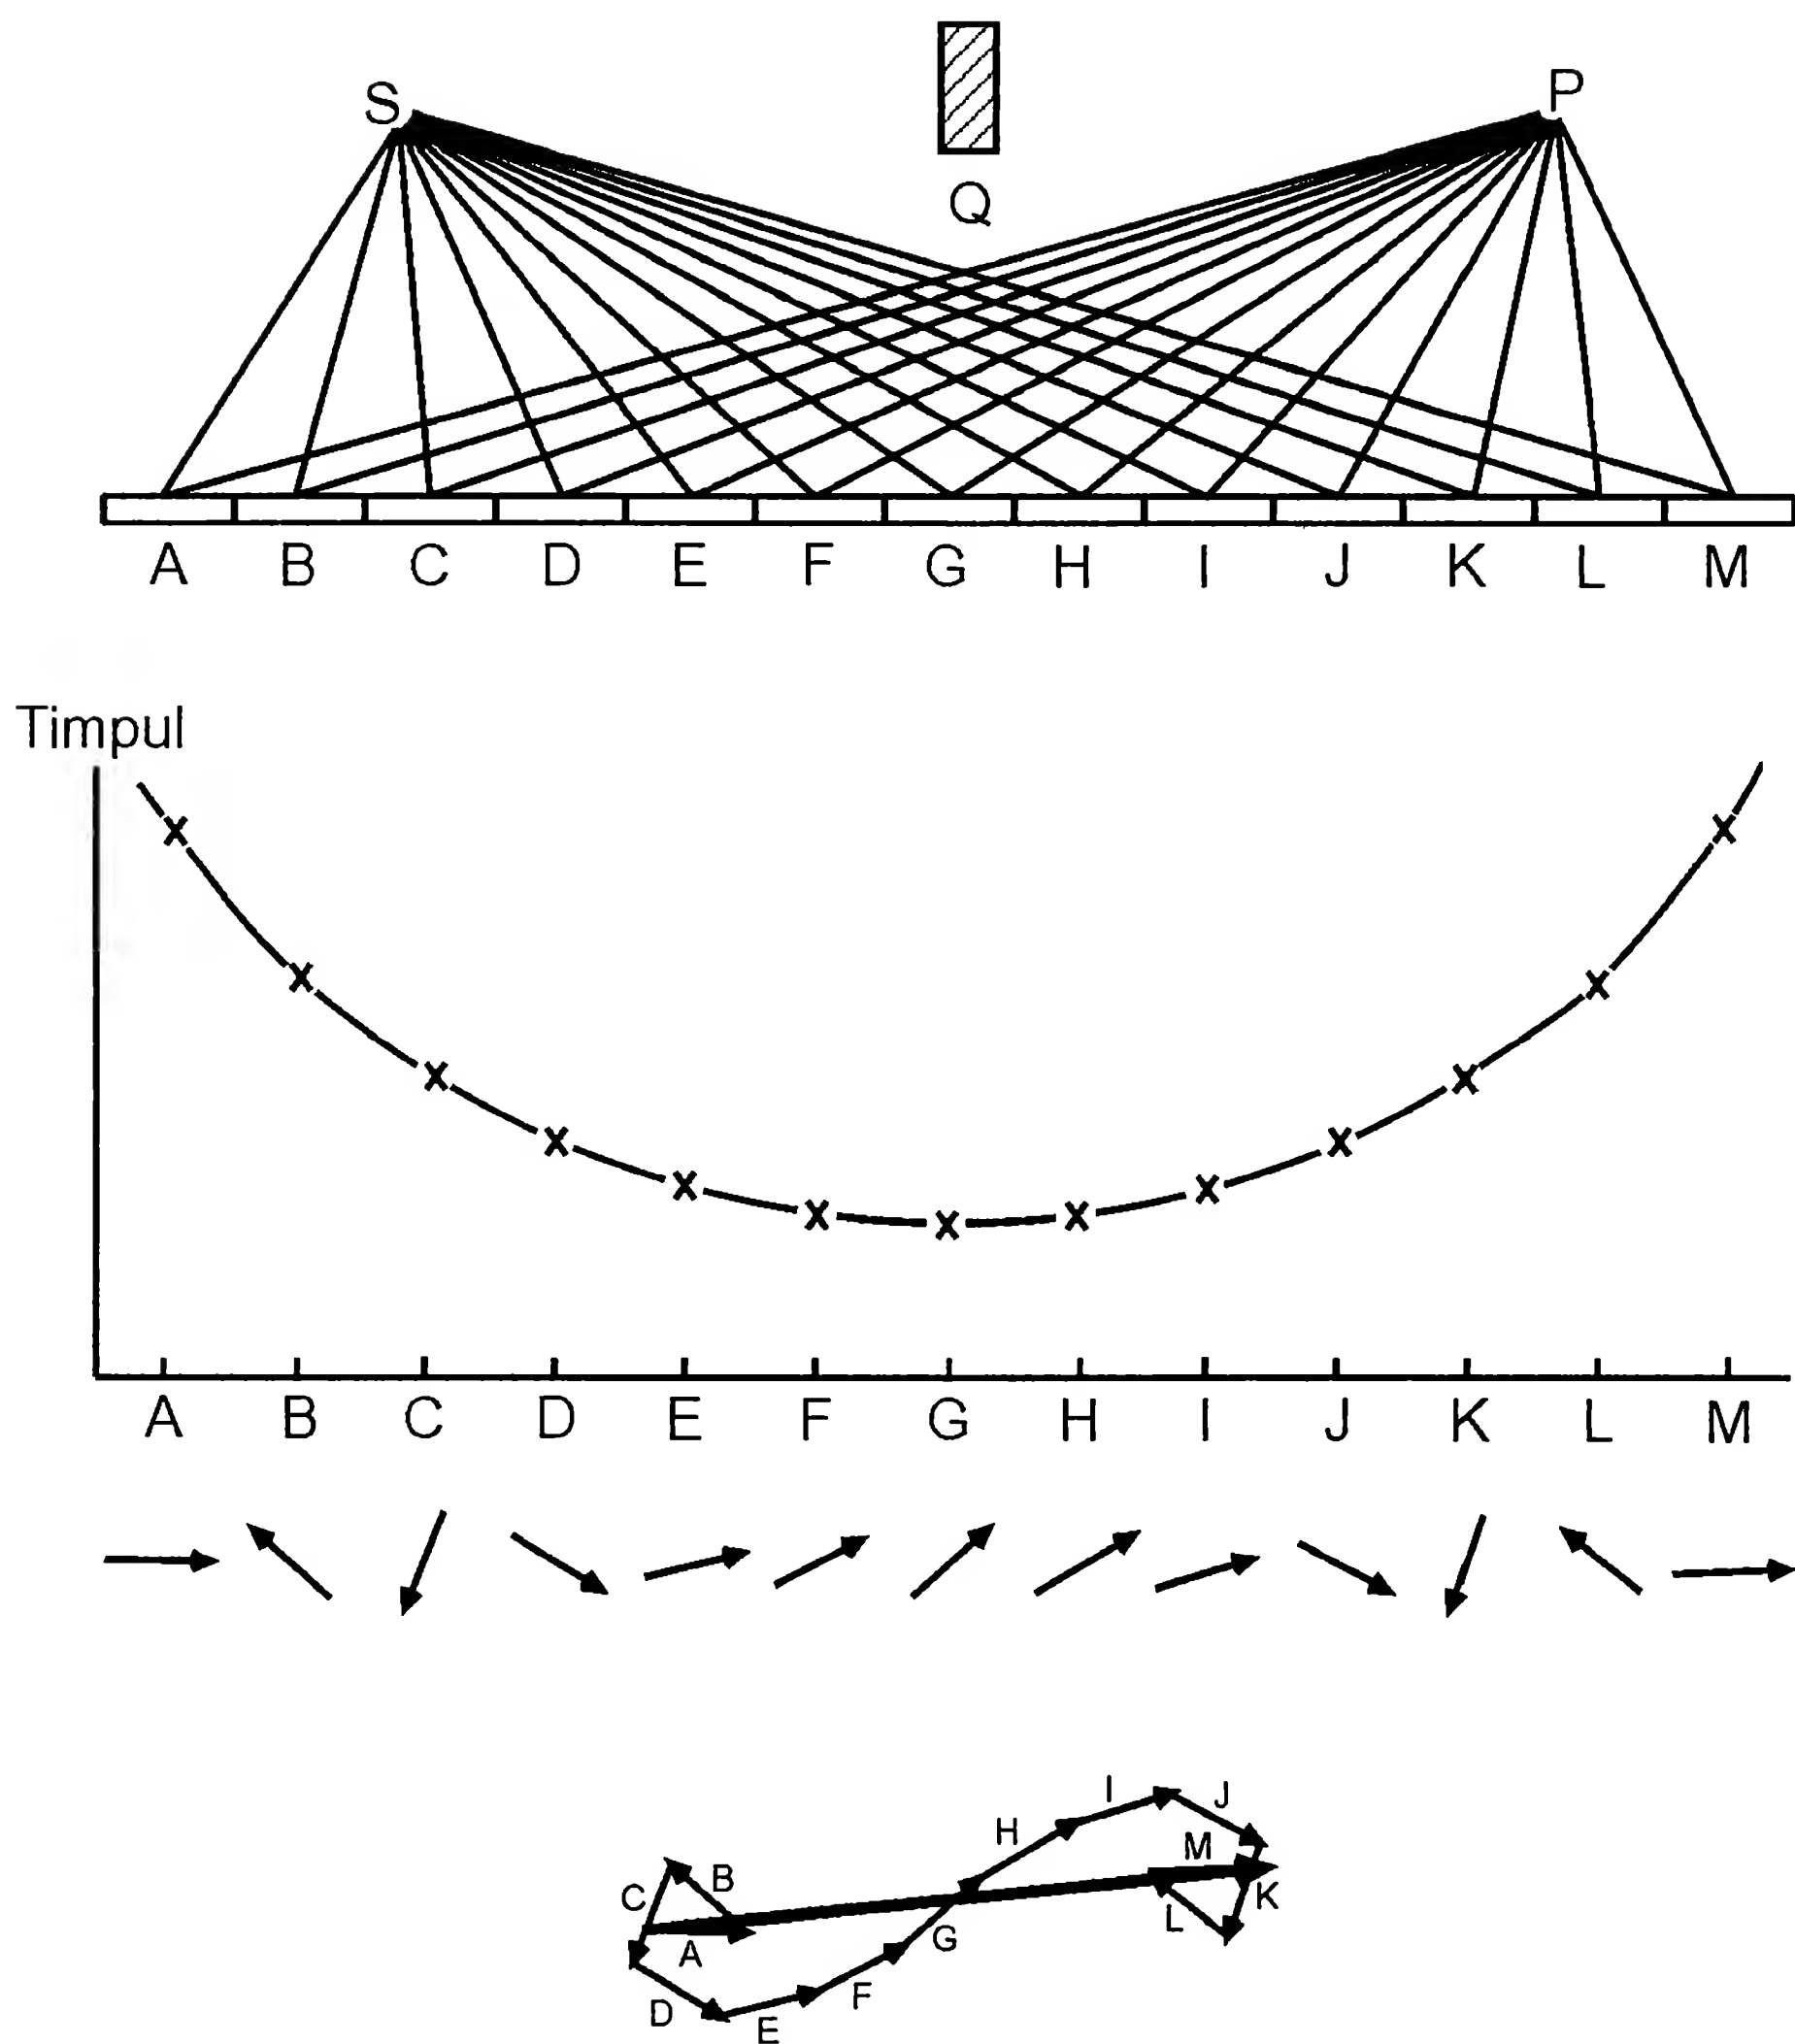 S P
Q
A B C D E F G H I J K L M
Timpul
A B C D E F G H I J K L M
I J
H M
C B K
A G L
D E F